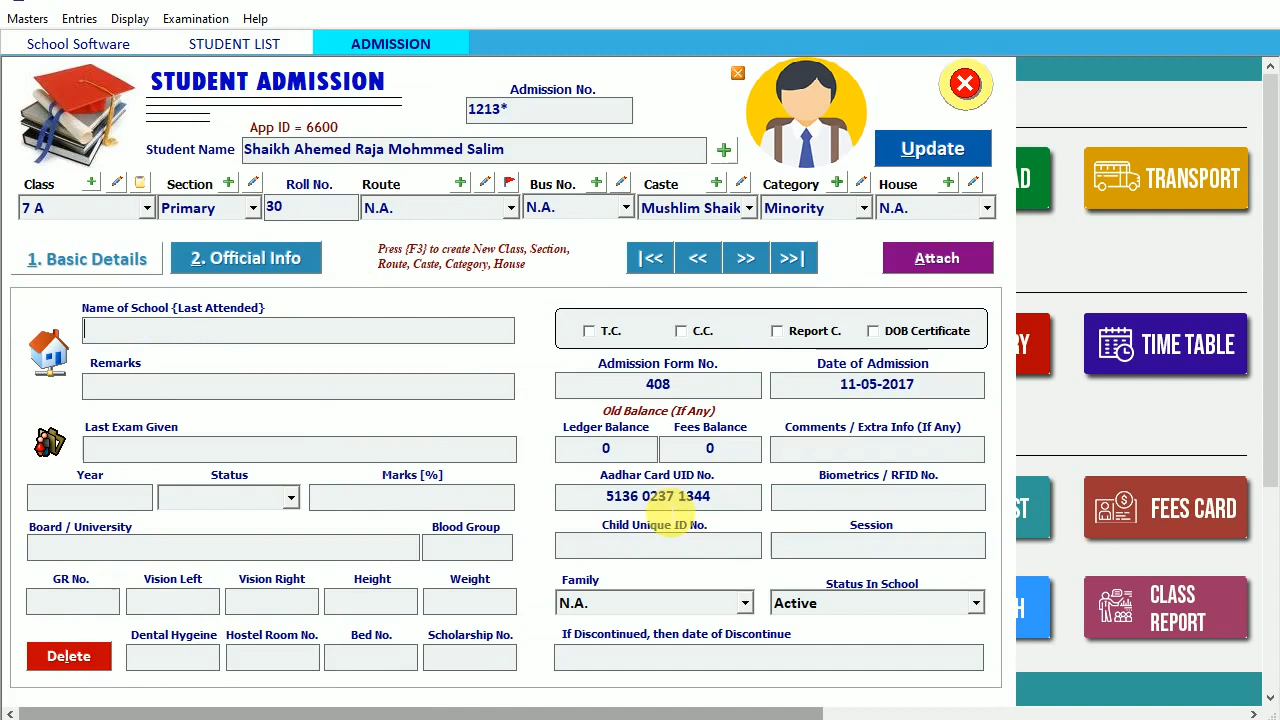 Masters Entries Display Examination Help
School Software STUDENT LIST ADMISSION
STUDENT ADMISSION
Admission No.
1213*
App ID = 6600
Student Name Shaikh Ahemed Raja Mohmmed Salim
Update
Class Section Roll No. Route Bus No. Caste Category House
7 A Primary 30 N.A. N.A. Mushlim Shaik Minority N.A.
1. Basic Details 2. Official Info
Press {F3} to create New Class, Section,
Route, Caste, Category, House
|<< << >> >>|
Attach
Name of School {Last Attended}
T.C. C.C. Report C. DOB Certificate
Remarks
Admission Form No. Date of Admission
408 11-05-2017
Old Balance (If Any)
Last Exam Given
Ledger Balance Fees Balance Comments / Extra Info (If Any)
0 0
Year Status Marks [%]
Aadhar Card UID No. Biometrics / RFID No.
5136 0237 1344
Board / University Blood Group
Child Unique ID No. Session
GR No. Vision Left Vision Right Height Weight
Family Status In School
N.A. Active
Dental Hygeine Hostel Room No. Bed No. Scholarship No.
If Discontinued, then date of Discontinue
Delete
AD
TRANSPORT
RY
TIME TABLE
ST
FEES CARD
H
CLASS
REPORT